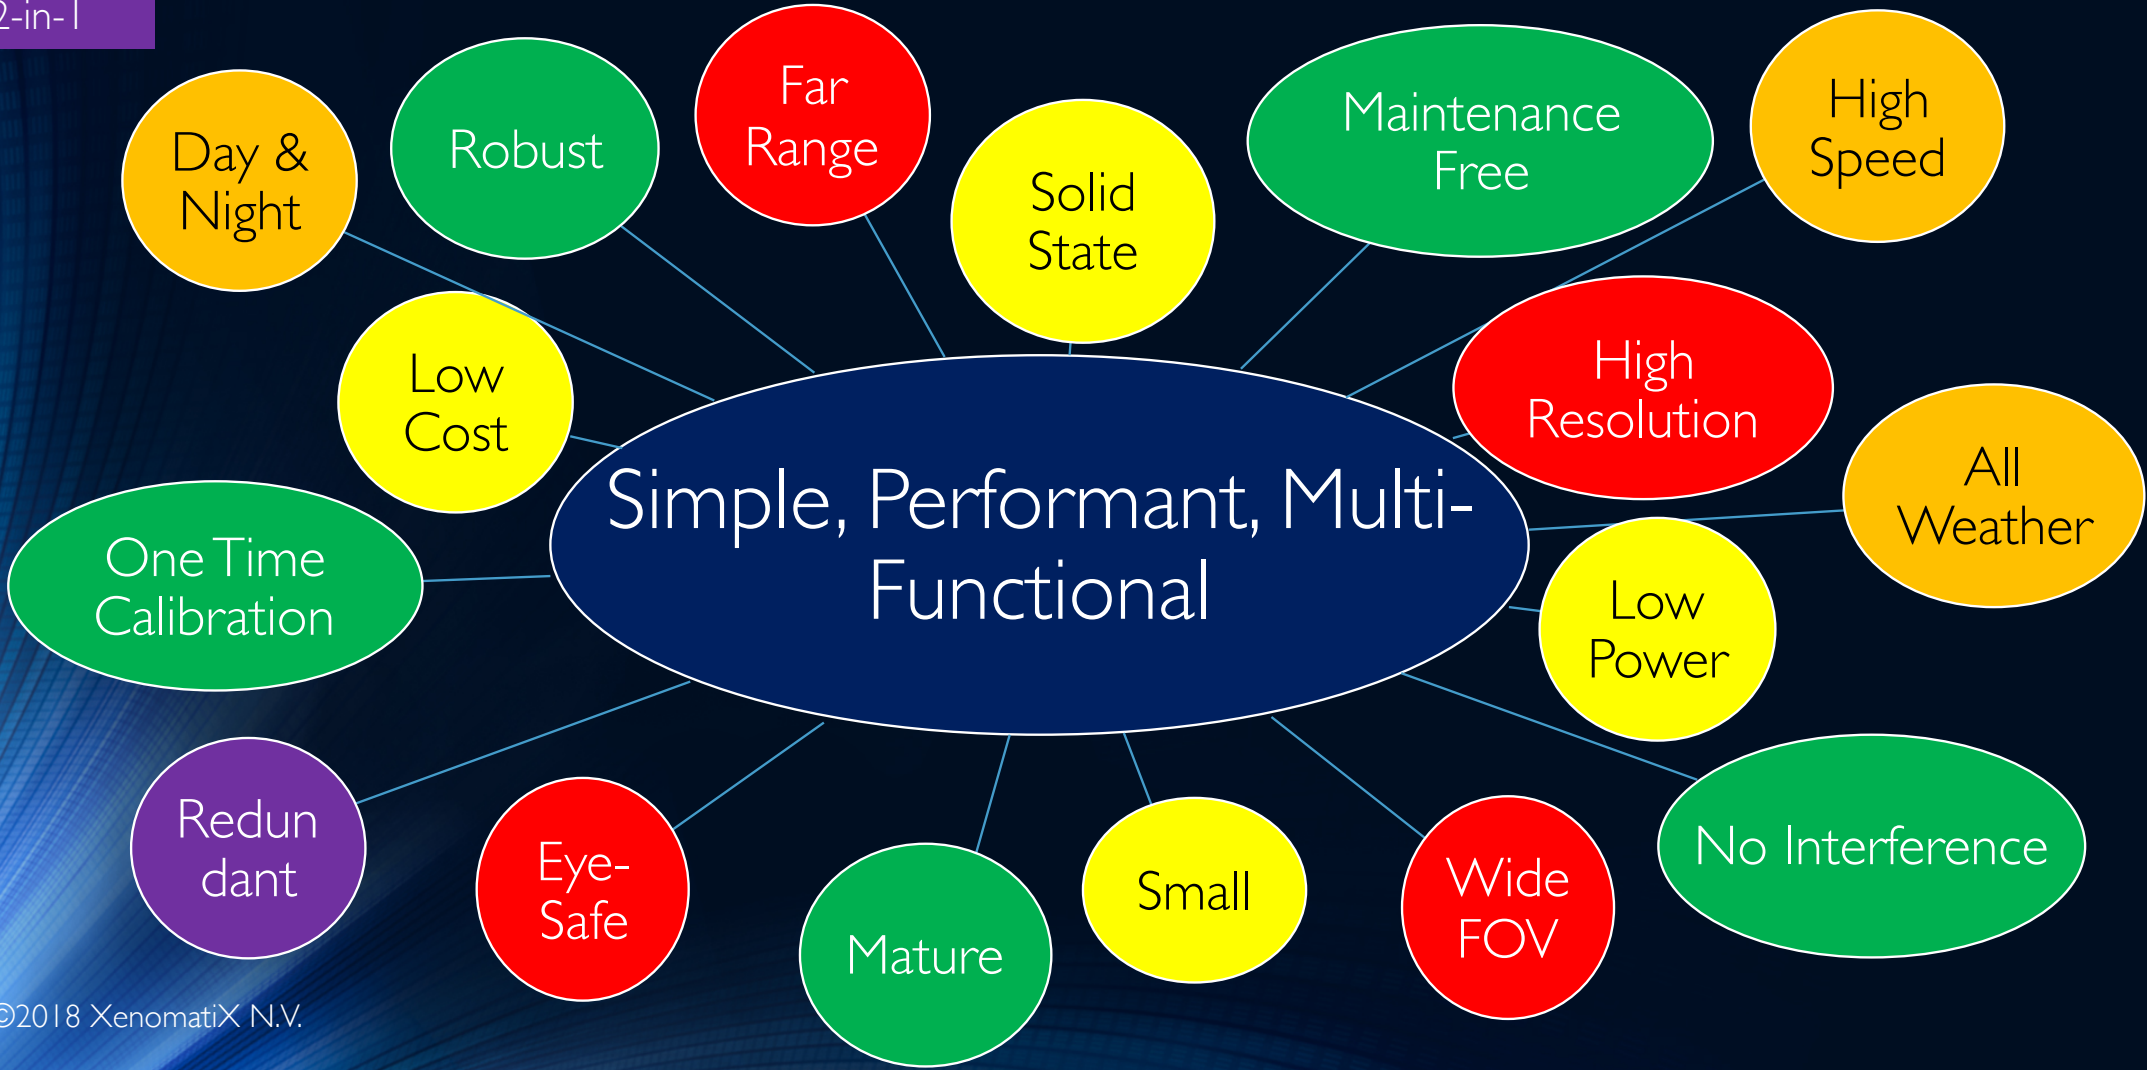 2-in-1
Day &
Night
Robust
Far
Range
Solid
State
Maintenance
Free
High
Speed
Low
Cost
High
Resolution
All
Weather
One Time
Calibration
Simple, Performant, Multi-
Functional
Low
Power
Redun
dant
Eye-
Safe
Mature
Small
Wide
FOV
No Interference
©2018 XenomatiX N.V.